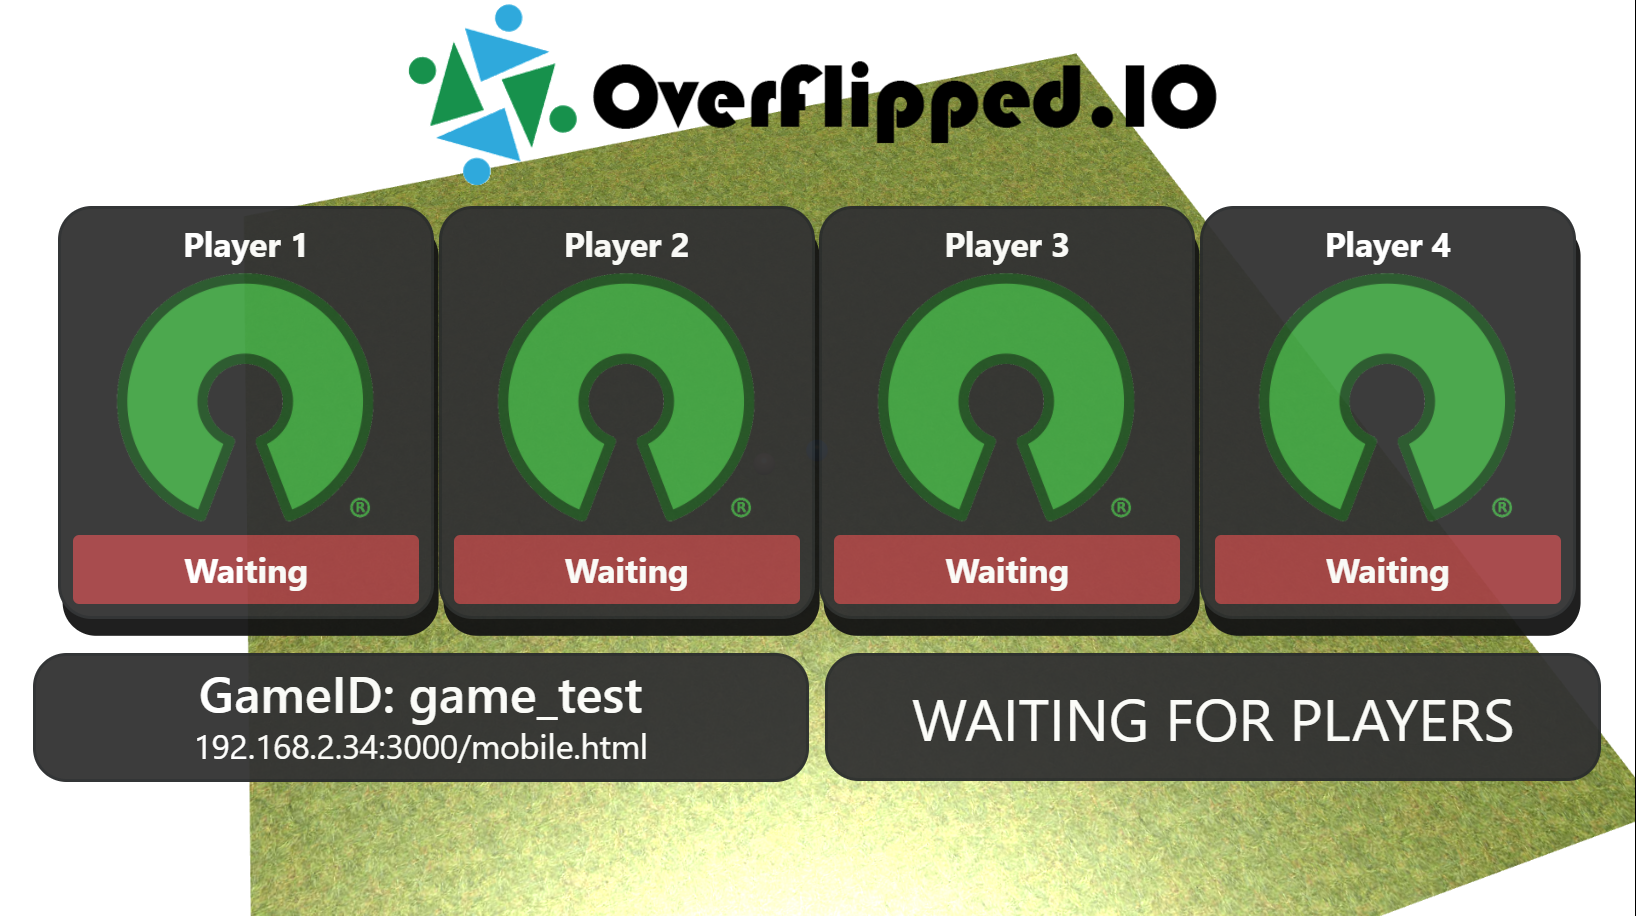 OverFlipped.IO
Player 1
Player 2
Player 3
Player 4
®
®
®
®
Waiting
Waiting
Waiting
Waiting
GameID: game_test
192.168.2.34:3000/mobile.html
WAITING FOR PLAYERS